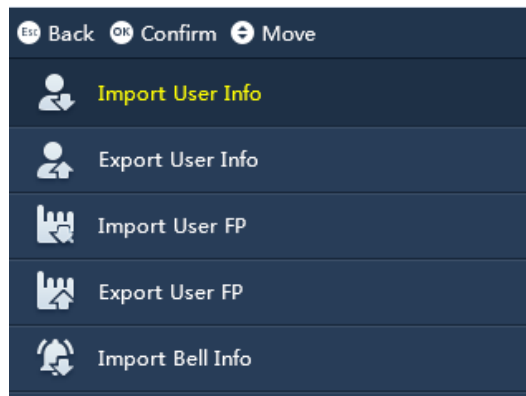 Esc Back OK Confirm Move
Import User Info
Export User Info
Import User FP
Export User FP
Import Bell Info